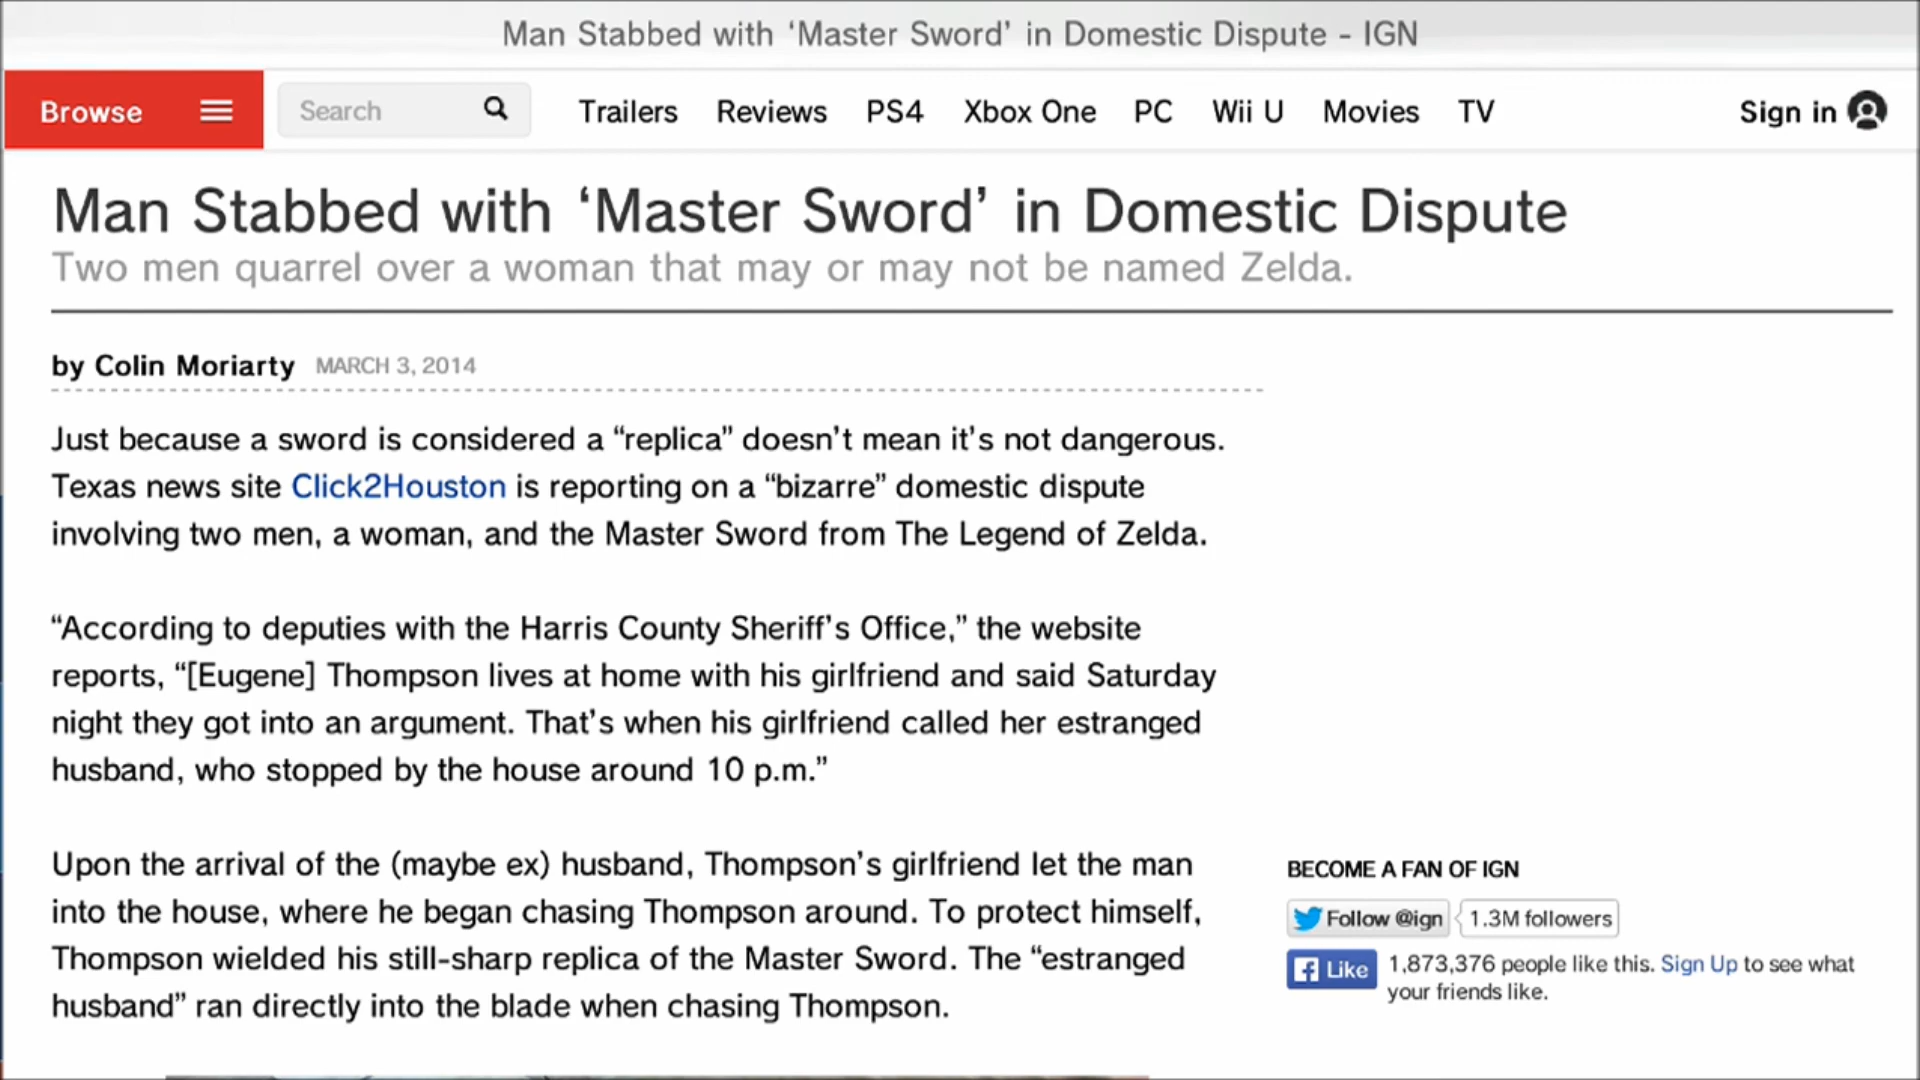 Man Stabbed with ‘Master Sword’ in Domestic Dispute - IGN
Browse Search Trailers Reviews PS4 Xbox One PC Wii U Movies TV Sign in
Man Stabbed with ‘Master Sword’ in Domestic Dispute
Two men quarrel over a woman that may or may not be named Zelda.
by Colin Moriarty MARCH 3, 2014
Just because a sword is considered a “replica” doesn’t mean it’s not dangerous.
Texas news site Click2Houston is reporting on a “bizarre” domestic dispute
involving two men, a woman, and the Master Sword from The Legend of Zelda.
“According to deputies with the Harris County Sheriff’s Office,” the website
reports, “[Eugene] Thompson lives at home with his girlfriend and said Saturday
night they got into an argument. That’s when his girlfriend called her estranged
husband, who stopped by the house around 10 p.m.”
Upon the arrival of the (maybe ex) husband, Thompson’s girlfriend let the man
into the house, where he began chasing Thompson around. To protect himself,
Thompson wielded his still-sharp replica of the Master Sword. The “estranged
husband” ran directly into the blade when chasing Thompson.
BECOME A FAN OF IGN
Follow @ign 1.3M followers
Like 1,873,376 people like this. Sign Up to see what
your friends like.